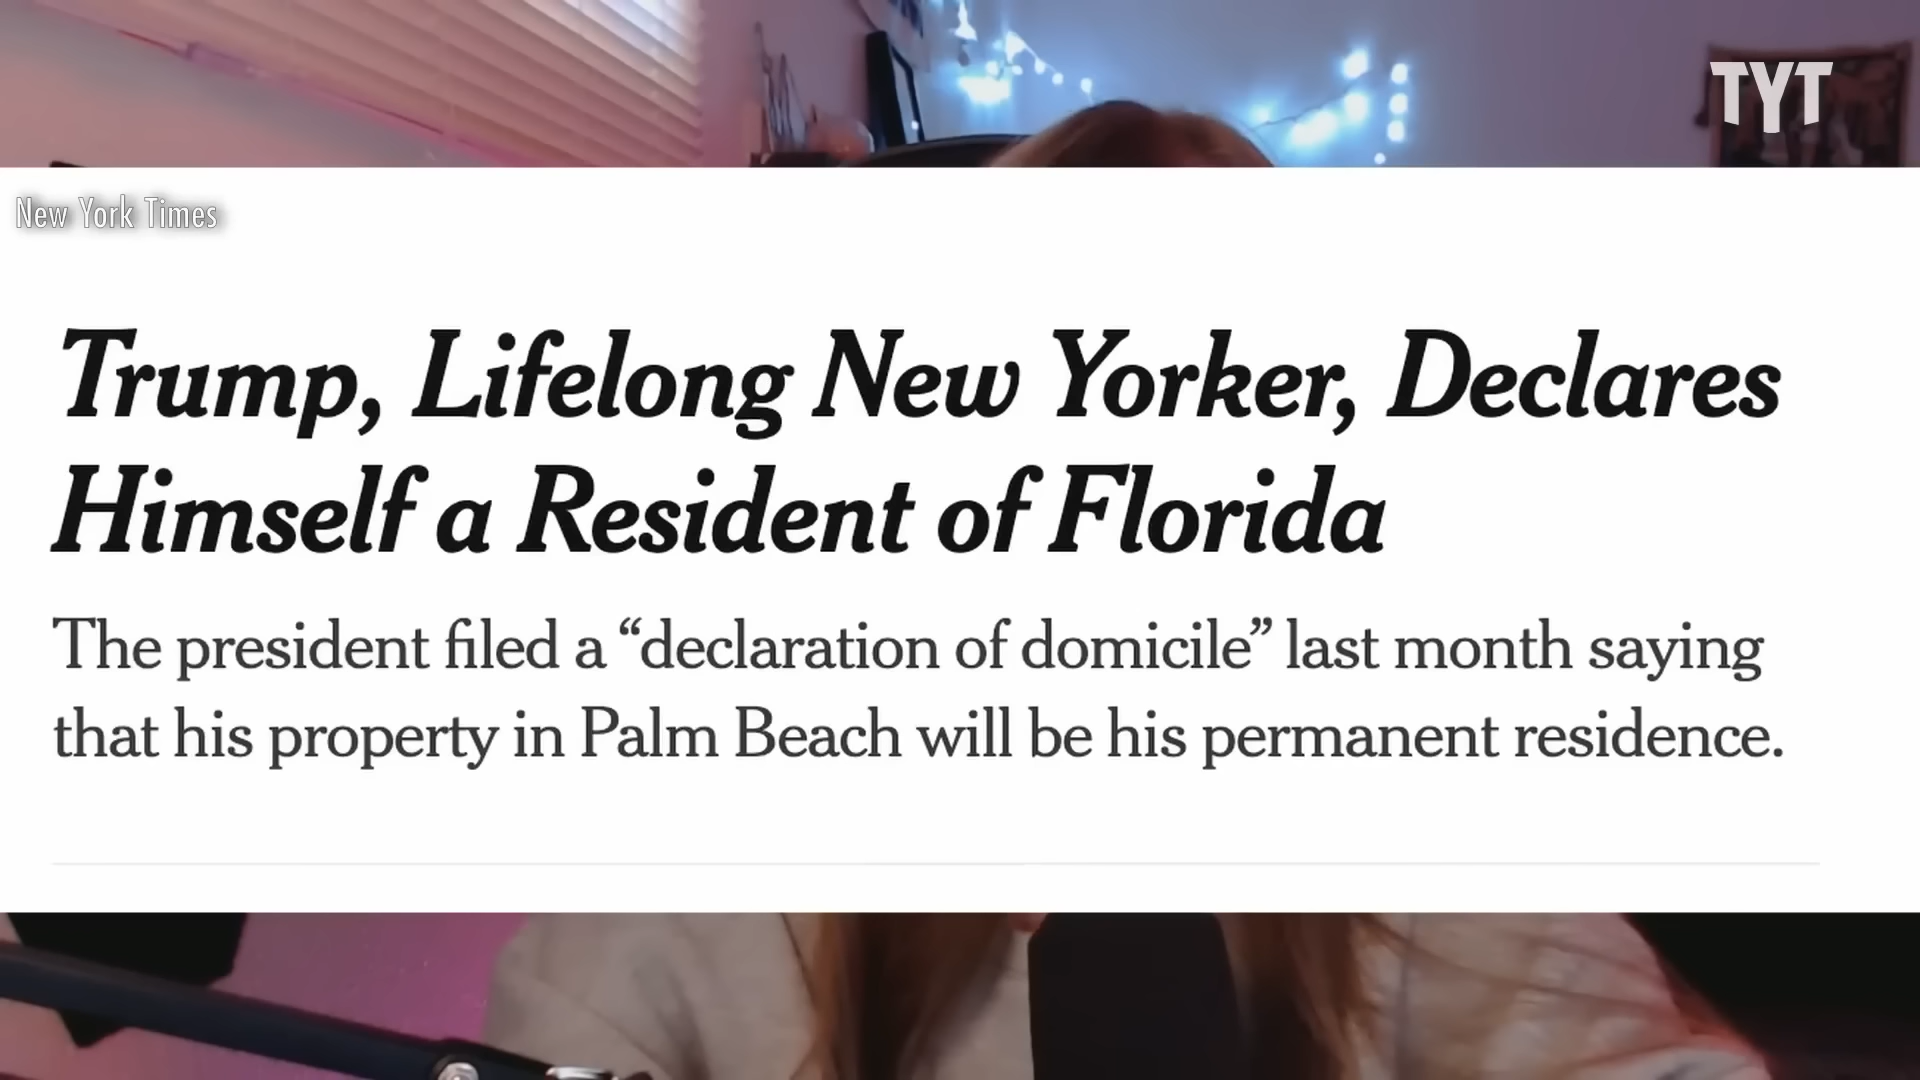 TYT
New York Times
Trump, Lifelong New Yorker, Declares
Himself a Resident of Florida
The president filed a “declaration of domicile” last month saying
that his property in Palm Beach will be his permanent residence.